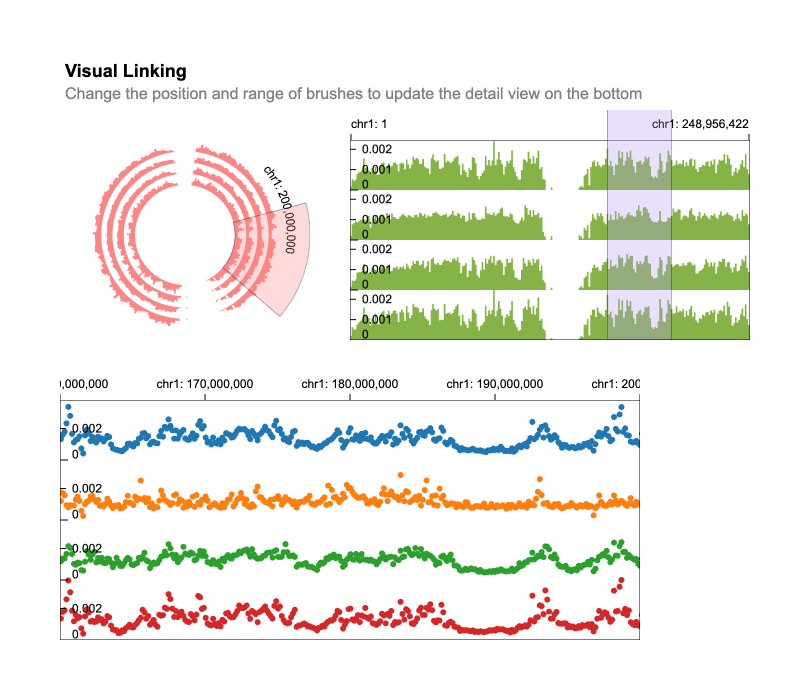 Visual Linking
Change the position and range of brushes to update the detail view on the bottom
chr1: 200,000,000
chr1: 1
chr1: 248,956,422
0.002
0.001
0
0.002
0.001
0
0.002
0.001
0
0.002
0.001
0
0,000,000
chr1: 170,000,000
chr1: 180,000,000
chr1: 190,000,000
chr1: 200
0.002
0
0.002
0
0.002
0
0.002
0